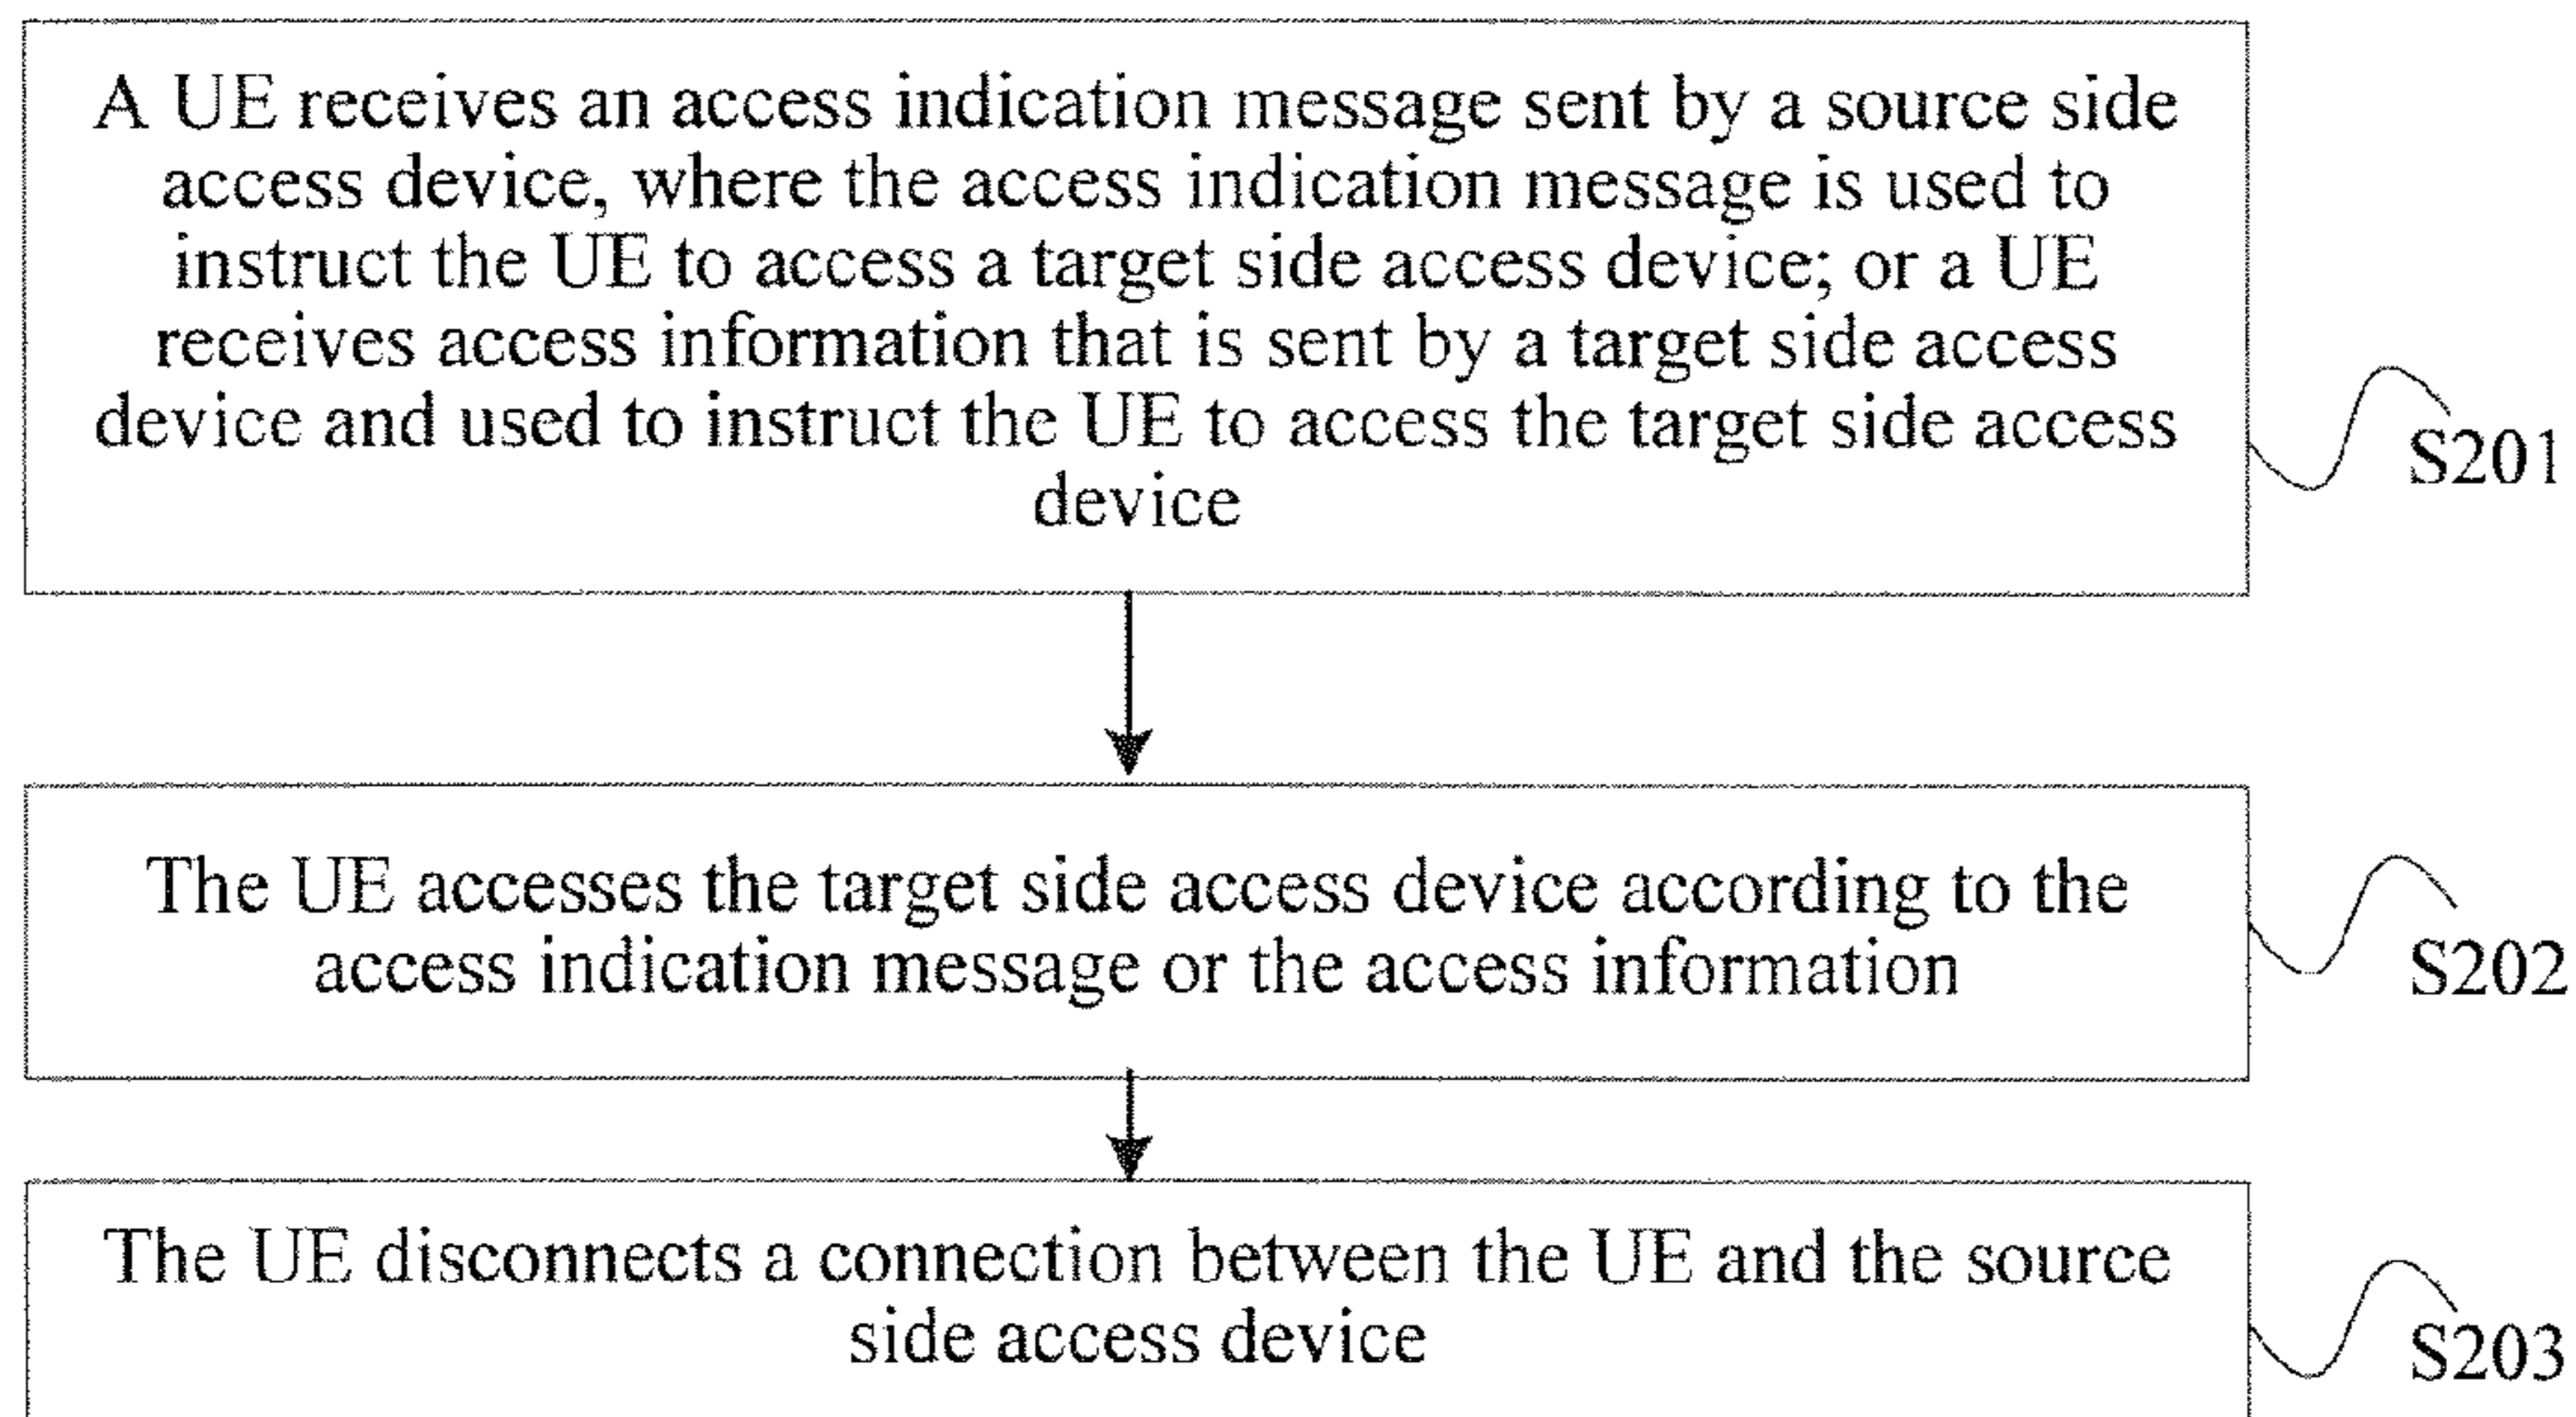 A UE receives an access indication message sent by a source side
access device, where the access indication message is used to
instruct the UE to access a target side access device; or a UE
receives access information that is sent by a target side access
device and used to instruct the UE to access the target side access
device
S201
The UE accesses the target side access device according to the
access indication message or the access information
S202
The UE disconnects a connection between the UE and the source
side access device
S203